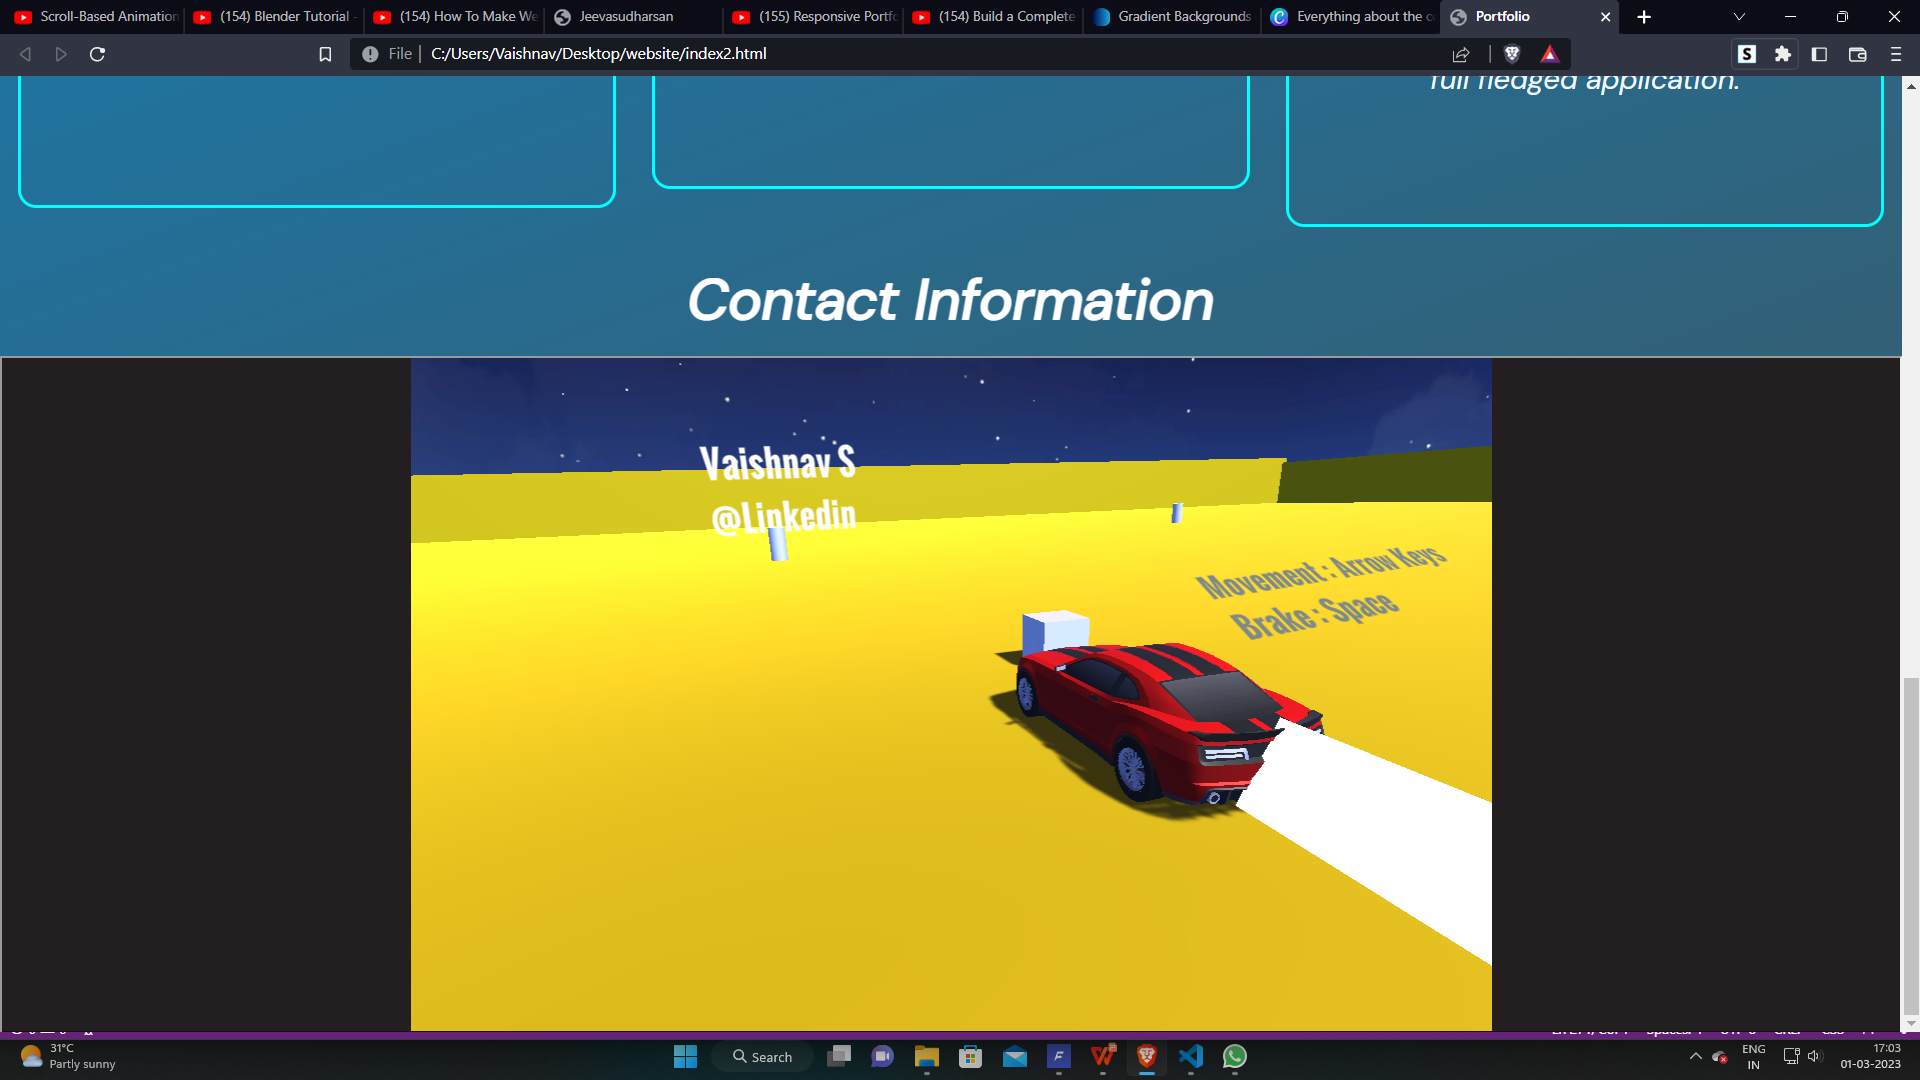 Scroll-Based Animation
(154) Blender Tutorial -
(154) How To Make We
Jeevasudharsan
(155) Responsive Portfo
(154) Build a Complete
Gradient Backgrounds
Everything about the c
Portfolio
File
C:/Users/Vaishnav/Desktop/website/index2.html
full fledged application.
Contact Information
Vaishnav S
@Linkedin
Movement : Arrow Keys
Brake : Space
31°C
Partly sunny
Search
ENG
IN
17:03
01-03-2023